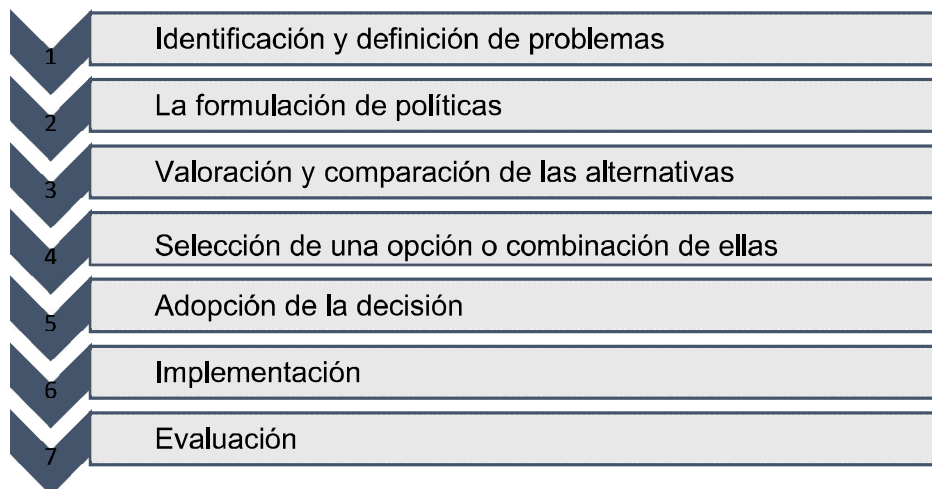 1 Identificación y definición de problemas
2 La formulación de políticas
3 Valoración y comparación de las alternativas
4 Selección de una opción o combinación de ellas
5 Adopción de la decisión
6 Implementación
7 Evaluación